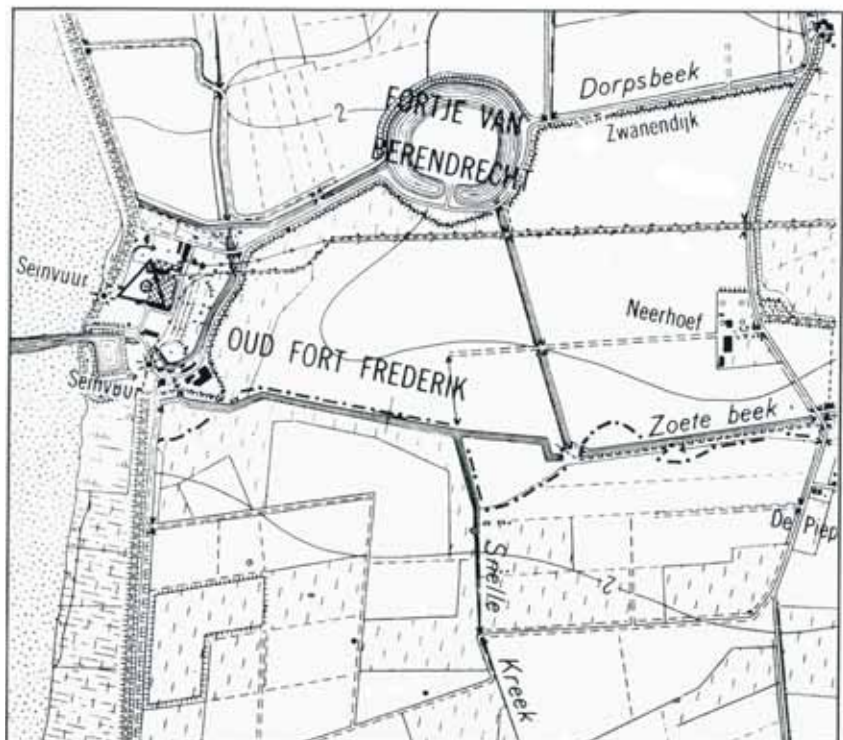 Dorpsbeek
FORTJE VAN
BERENDRECHT
2
Zwanendijk
Seinvuur
Neerhoef
OUD FORT FREDERIK
Seinvuur
Zoete beek
De Piep
Snelle
2
Kreek